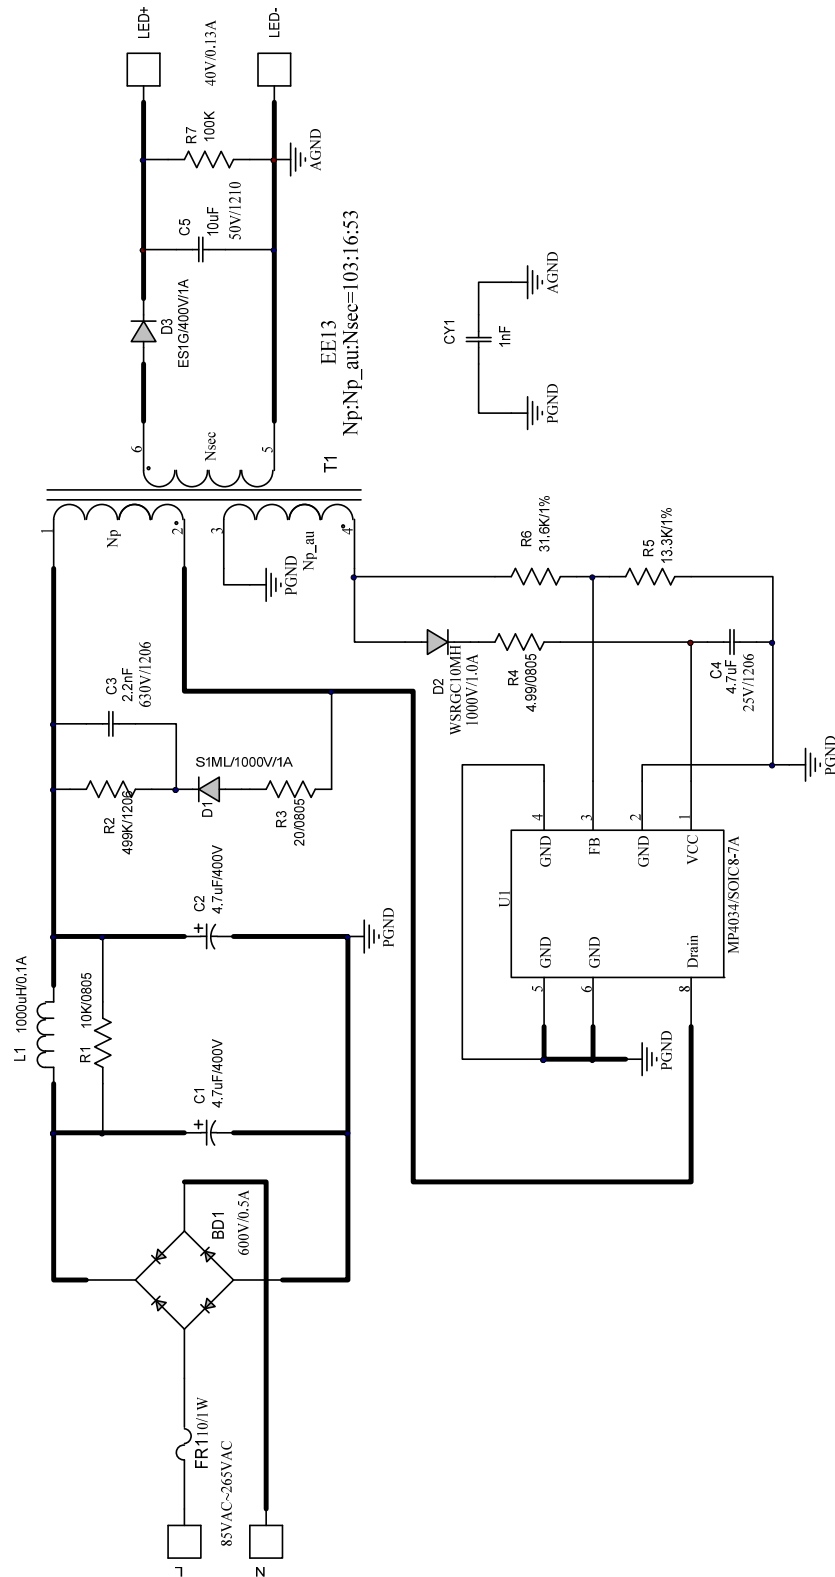 L
N
85VAC~265VAC
FR1
10/1W
BD1
600V/0.5A
L1 1000uH/0.1A
R1 10K/0805
C1
4.7uF/400V
C2
4.7uF/400V
PGND
R2
499K/1206
C3
2.2nF
630V/1206
D1
S1ML/1000V/1A
R3
20/0805
1
Np
2
3
Np_au
4
PGND
6
Nsec
5
T1
EE13
Np:Np_au:Nsec=103:16:53
D3
ES1G/400V/1A
C5
10uF
50V/1210
R7
100K
AGND
LED+
LED-
40V/0.13A
CY1
1nF
PGND
AGND
R6
31.6K/1%
R5
13.3K/1%
D2
WSRGC10MH
1000V/1.0A
R4
4.99/0805
C4
4.7uF
25V/1206
PGND
U1
MP4034/SOIC8-7A
4
GND
3
FB
2
GND
1
VCC
5
GND
6
GND
8
Drain
PGND